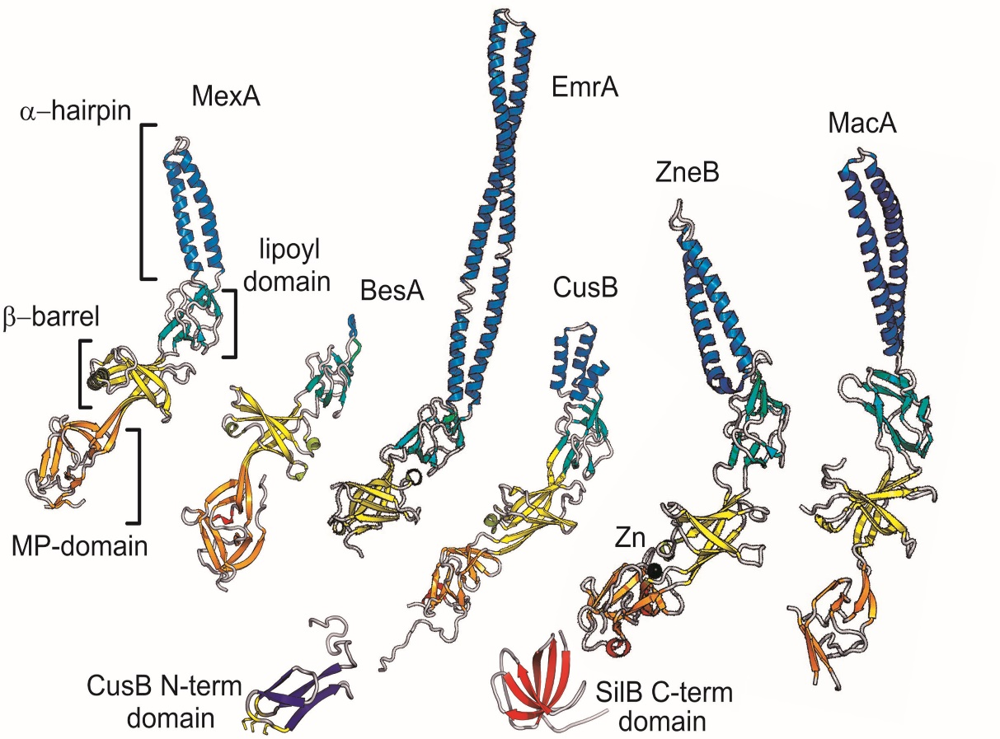 EmrA
MexA
α–hairpin
MacA
ZneB
lipoyl
domain
BesA
CusB
β–barrel
MP-domain
Zn
CusB N-term
domain
SilB C-term
domain